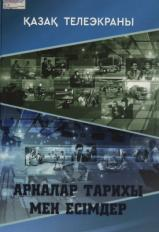 ҚАЗАҚ ТЕЛЕЭКРАНЫ
АРНАЛАР ТАРИХЫ
МЕН ЕСІМДЕР